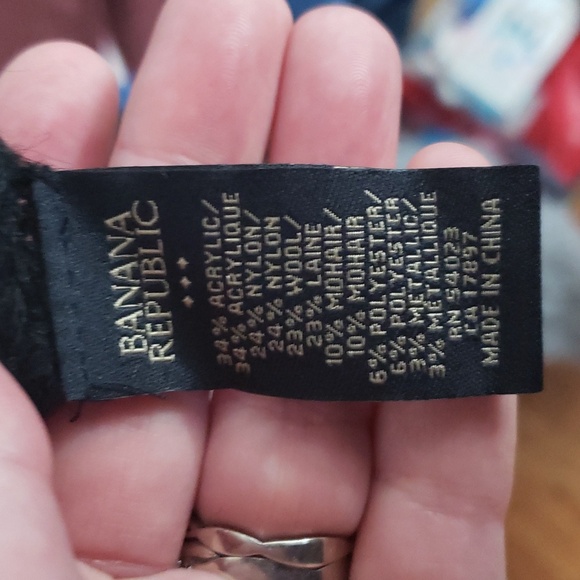 BANANA
REPUBLIC
34% ACRYLIC/
34% ACRYLIQUE
24% NYLON/
24% NYLON
23% WOOL/
23% LAINE
10% MOHAIR/
10% MOHAIR
6% POLYESTER/
6% POLYESTER
3% METALLIC/
3% METALLIQUE
RN 54023
CA 17897
MADE IN CHINA